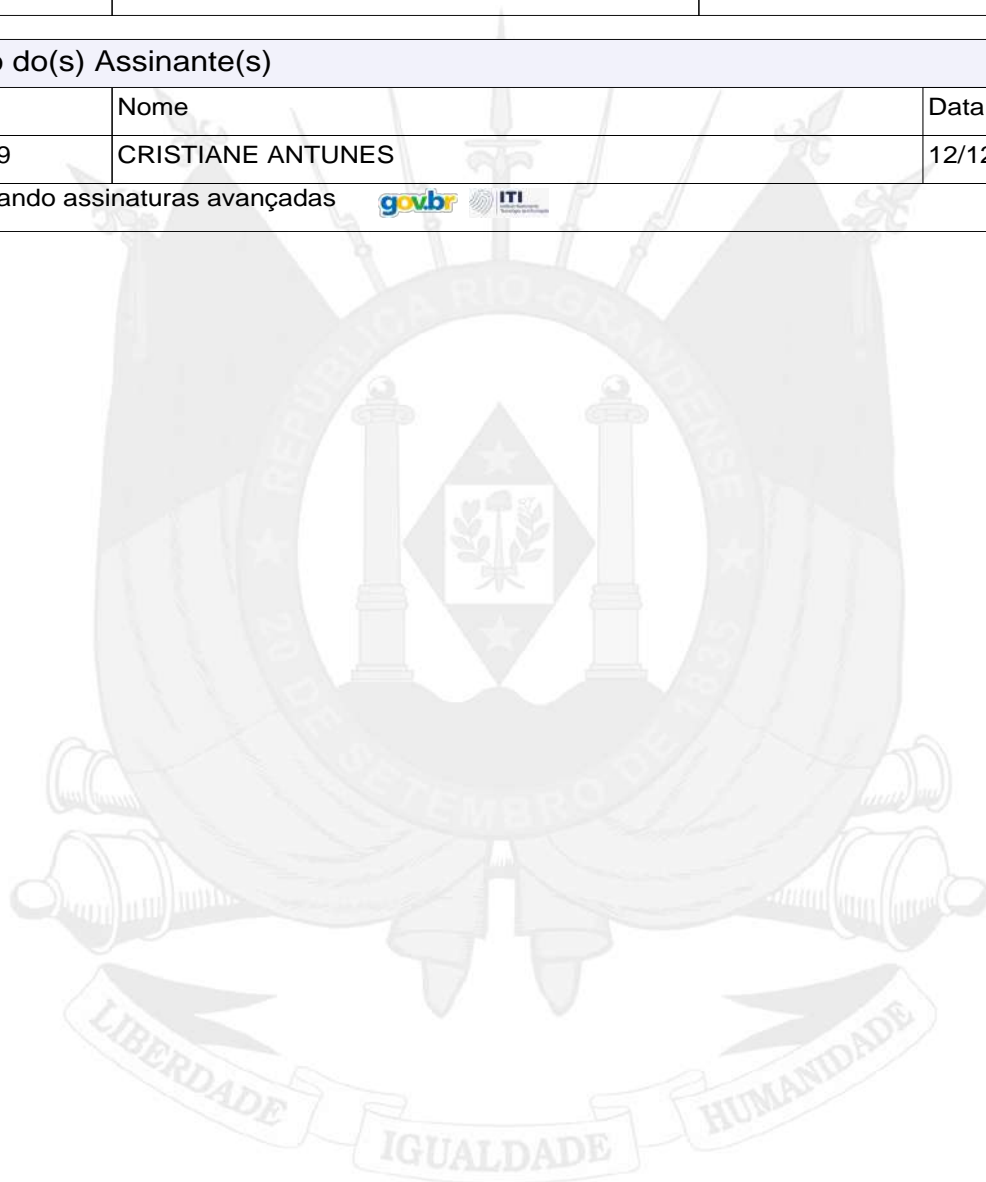 o do(s) Assinante(s)
Nome Data
9 CRISTIANE ANTUNES 12/12
ando assinaturas avançadas gov.br ITI
REPÚBLICA RIO-GRANDENSE
20 DE SETEMBRO DE 1835
LIBERDADE IGUALDADE HUMANIDADE